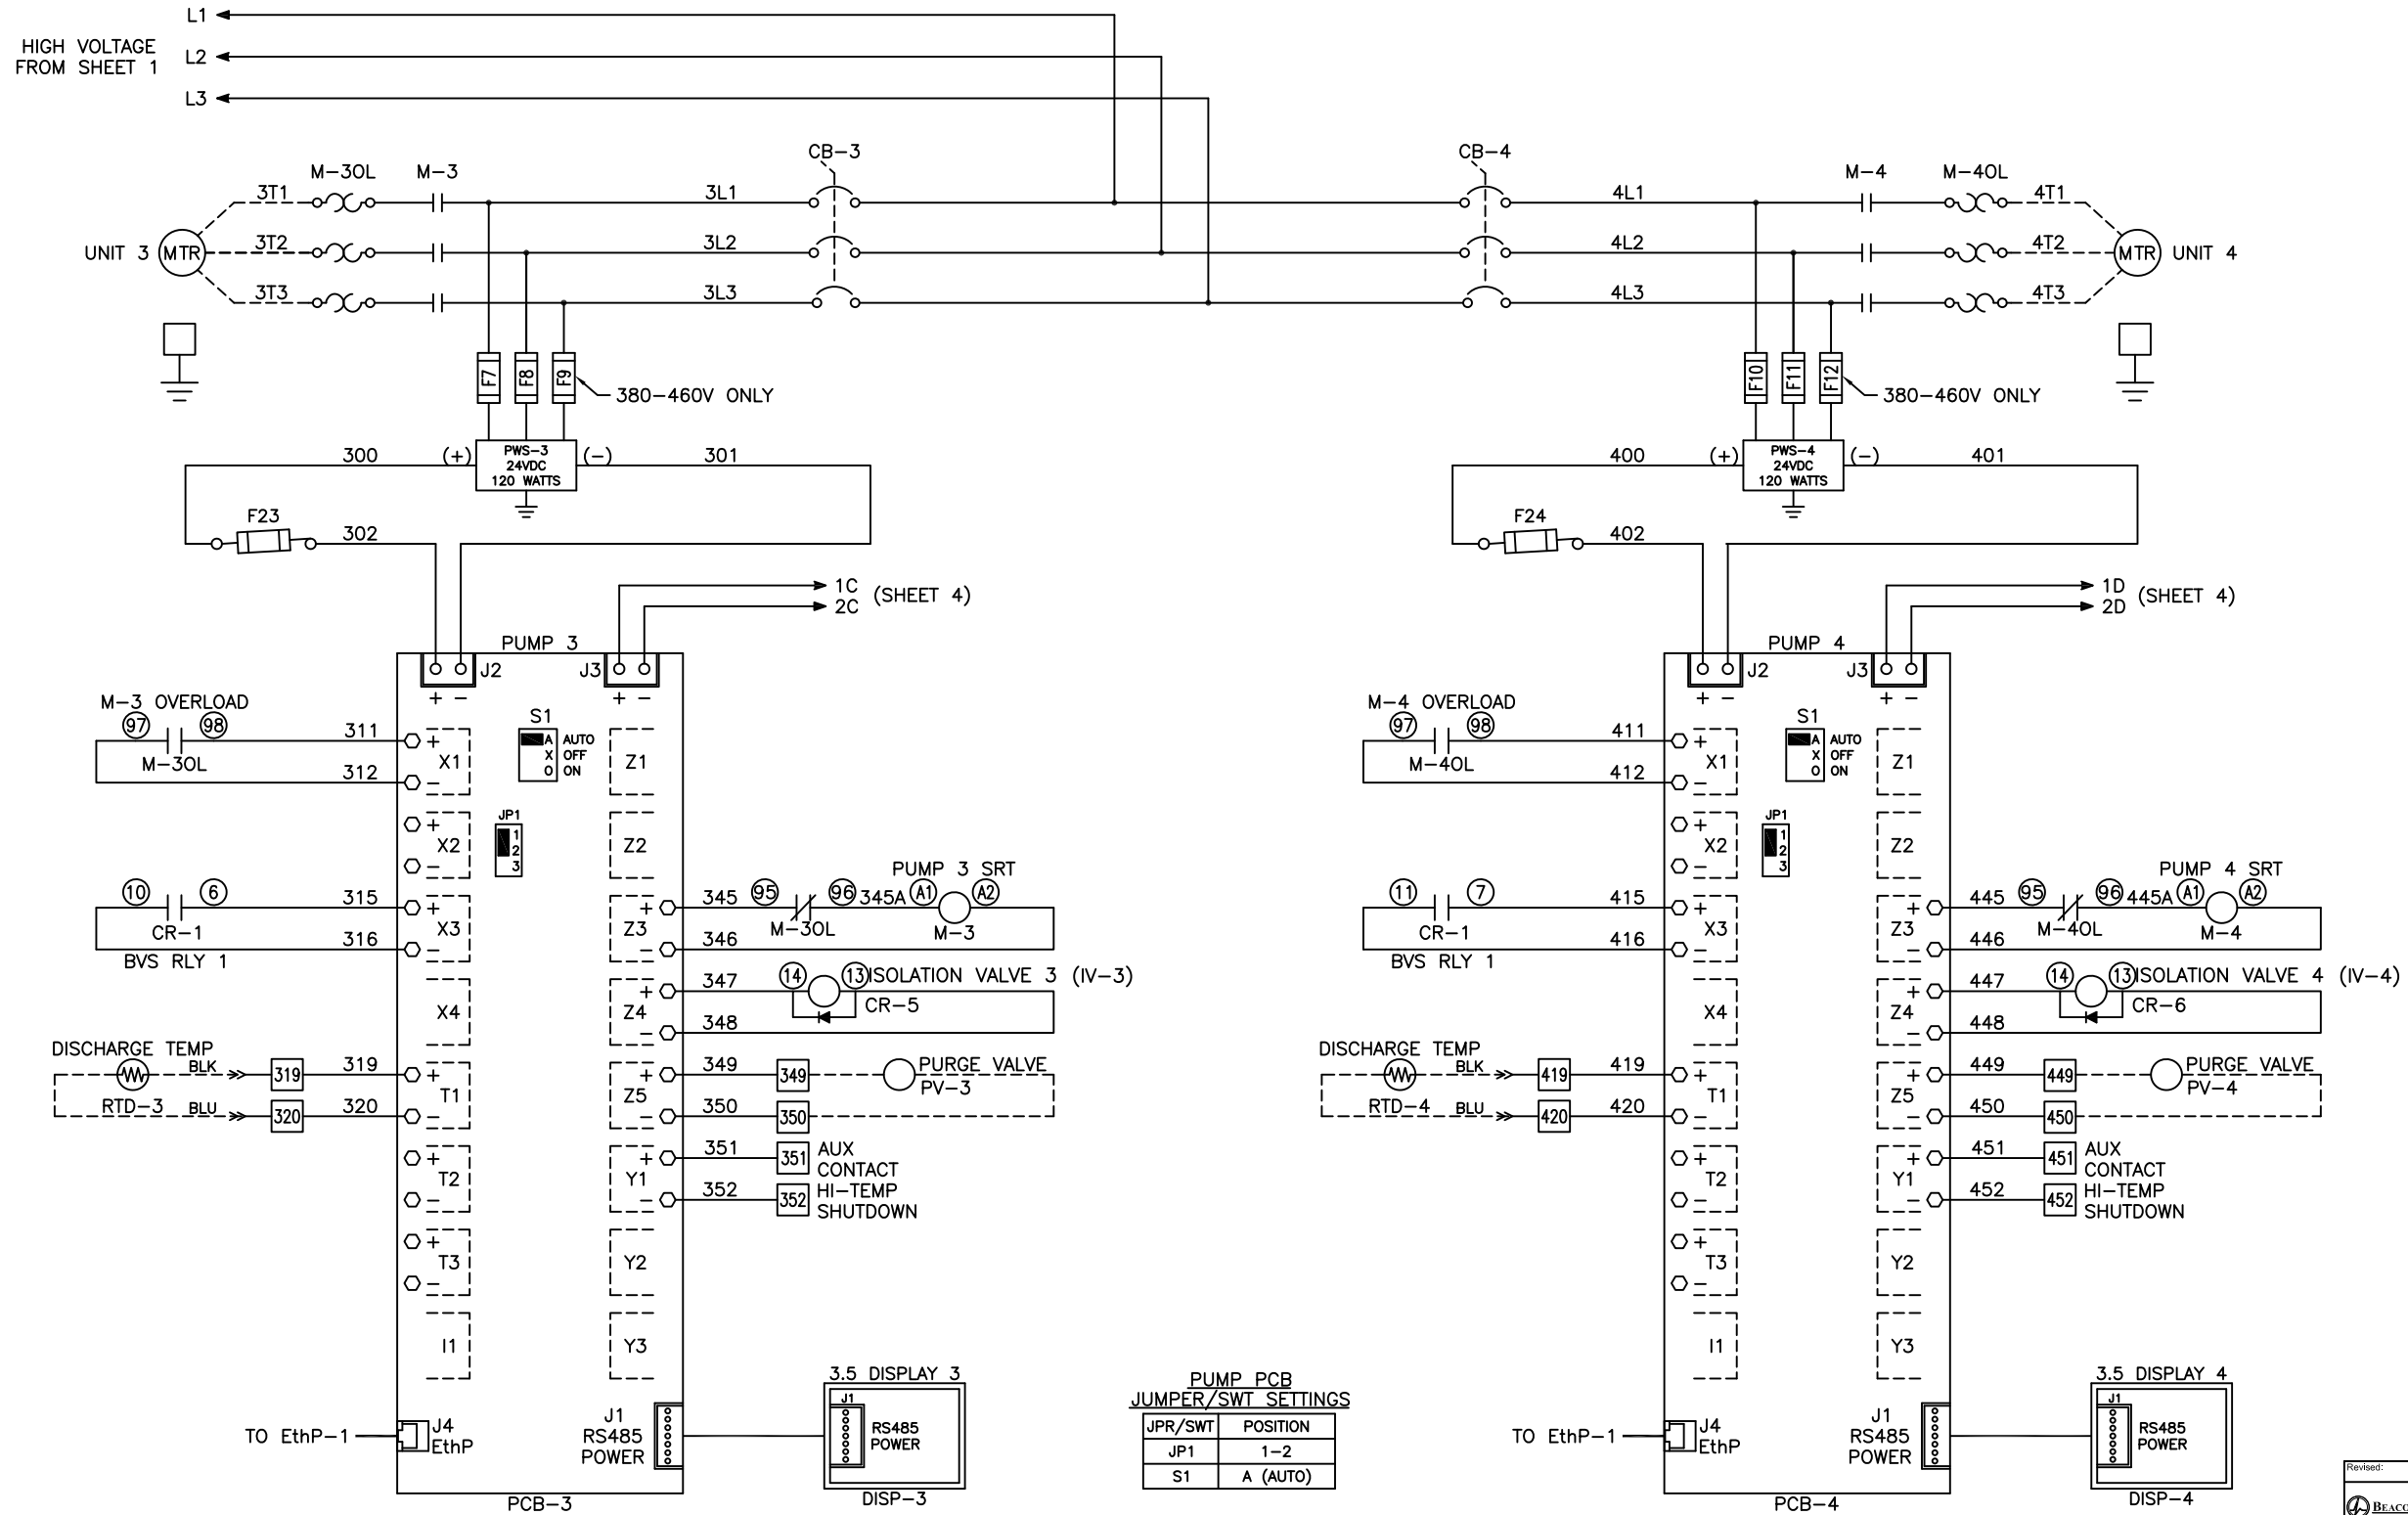 L1
HIGH VOLTAGE
FROM SHEET 1
L2
L3
M-3OL
M-3
CB-3
CB-4
M-4
M-4OL
3T1
3L1
4L1
4T1
UNIT 3
MTR
3T2
3L2
4L2
4T2
MTR
UNIT 4
3T3
3L3
4L3
4T3
F7
F8
F9
380-460V ONLY
F10
F11
F12
380-460V ONLY
300
(+)
PWS-3
24VDC
120 WATTS
(-)
301
400
(+)
PWS-4
24VDC
120 WATTS
(-)
401
F23
302
F24
402
1C
2C
(SHEET 4)
1D
2D
(SHEET 4)
PUMP 3
J2
J3
+ -
+ -
M-3 OVERLOAD
97
98
M-3OL
311
312
+
X1
-
S1
A AUTO
X OFF
O ON
Z1
+
X2
-
JP1
1
2
3
Z2
10
6
CR-1
BVS RLY 1
315
316
+
X3
-
PUMP 3 SRT
+
Z3
-
345
95
96
345A
A1
A2
M-3OL
M-3
346
X4
+
Z4
-
347
14
13
ISOLATION VALVE 3 (IV-3)
CR-5
348
DISCHARGE TEMP
BLK
319
319
RTD-3
BLU
320
320
+
T1
-
+
Z5
-
349
349
PURGE VALVE
PV-3
350
350
+
T2
-
+
Y1
-
351
351
AUX
CONTACT
352
352
HI-TEMP
SHUTDOWN
+
T3
-
Y2
I1
Y3
TO EthP-1
J4
EthP
J1
RS485
POWER
3.5 DISPLAY 3
J1
RS485
POWER
DISP-3
PCB-3
PUMP PCB
JUMPER/SWT SETTINGS
JPR/SWT POSITION
JP1 1-2
S1 A (AUTO)
PUMP 4
J2
J3
+ -
+ -
M-4 OVERLOAD
97
98
M-4OL
411
412
+
X1
-
S1
A AUTO
X OFF
O ON
Z1
+
X2
-
JP1
1
2
3
Z2
11
7
CR-1
BVS RLY 1
415
416
+
X3
-
PUMP 4 SRT
+
Z3
-
445
95
96
445A
A1
A2
M-4OL
M-4
446
X4
+
Z4
-
447
14
13
ISOLATION VALVE 4 (IV-4)
CR-6
448
DISCHARGE TEMP
BLK
419
419
RTD-4
BLU
420
420
+
T1
-
+
Z5
-
449
449
PURGE VALVE
PV-4
450
450
+
T2
-
+
Y1
-
451
451
AUX
CONTACT
452
452
HI-TEMP
SHUTDOWN
+
T3
-
Y2
I1
Y3
TO EthP-1
J4
EthP
J1
RS485
POWER
3.5 DISPLAY 4
J1
RS485
POWER
DISP-4
PCB-4
Revised: